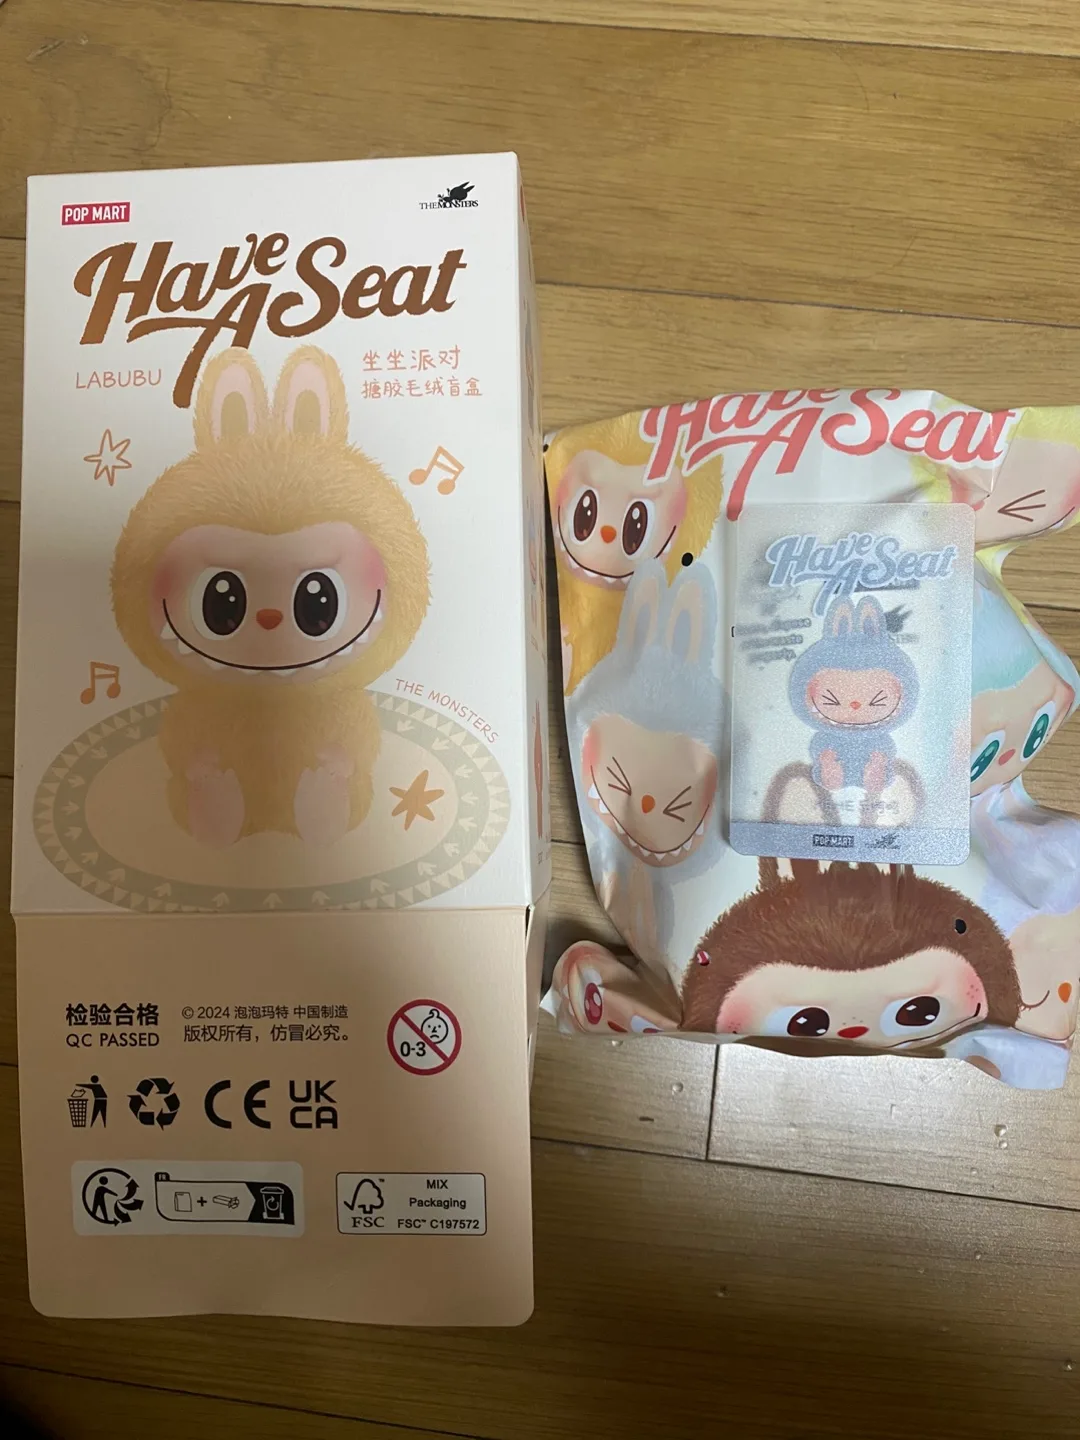 POP MART
THE MONSTERS
Have
A Seat
LABUBU
坐坐派对
搪胶毛绒盲盒
THE MONSTERS
检验合格
QC PASSED
© 2024 泡泡玛特 中国制造
版权所有，仿冒必究。
0-3
CE
UK
CA
FR
+
FSC™
MIX
Packaging
FSC™ C197572
Have
A Seat
Have
A Seat
POP MART